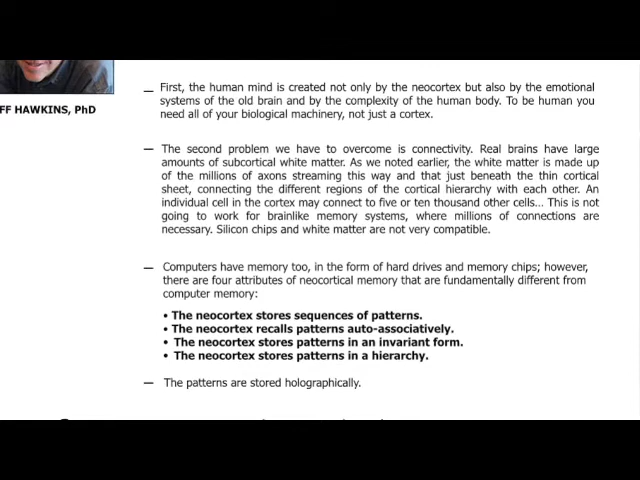 FF HAWKINS, PhD
— First, the human mind is created not only by the neocortex but also by the emotional
systems of the old brain and by the complexity of the human body. To be human you
need all of your biological machinery, not just a cortex.
— The second problem we have to overcome is connectivity. Real brains have large
amounts of subcortical white matter. As we noted earlier, the white matter is made up
of the millions of axons streaming this way and that just beneath the thin cortical
sheet, connecting the different regions of the cortical hierarchy with each other. An
individual cell in the cortex may connect to five or ten thousand other cells... This is not
going to work for brainlike memory systems, where millions of connections are
necessary. Silicon chips and white matter are not very compatible.
— Computers have memory too, in the form of hard drives and memory chips; however,
there are four attributes of neocortical memory that are fundamentally different from
computer memory:
• The neocortex stores sequences of patterns.
• The neocortex recalls patterns auto-associatively.
• The neocortex stores patterns in an invariant form.
• The neocortex stores patterns in a hierarchy.
— The patterns are stored holographically.